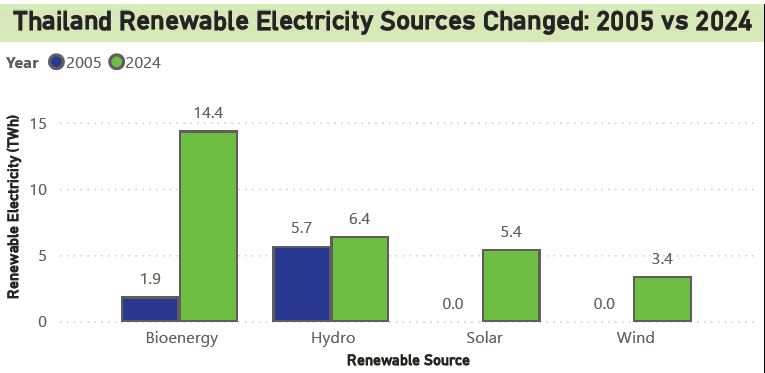 Thailand Renewable Electricity Sources Changed: 2005 vs 2024
Year 2005 2024
Renewable Electricity (TWh)
15
10
5
0
1.9
14.4
5.7
6.4
0.0
5.4
0.0
3.4
Bioenergy
Hydro
Solar
Wind
Renewable Source